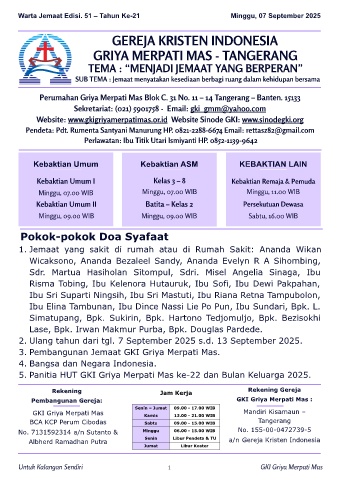 Warta Jemaat Edisi. 51 – Tahun Ke-21 Minggu, 07 September 2025
GEREJA KRISTEN INDONESIA
GRIYA MERPATI MAS - TANGERANG
TEMA : “MENJADI JEMAAT YANG BERPERAN”
SUB TEMA : Jemaat menyatakan kesediaan berbagi ruang dalam kehidupan bersama
Perumahan Griya Merpati Mas Blok C. 31 No. 11 – 14 Tangerang – Banten. 15133
Sekretariat: (021) 5901758 - Email: gki_gmm@yahoo.com
Website: www.gkigriyamerpatimas.or.id Website Sinode GKI: www.sinodegki.org
Pendeta: Pdt. Rumenta Santyani Manurung HP. 0821-2288-6674 Email: rettas182@gmail.com
Perlawatan: Ibu Titik Utari Ismiyanti HP. 0852-1139-9642
Kebaktian Umum
Kebaktian Umum I
Minggu, 07.00 WIB
Kebaktian Umum II
Minggu, 09.00 WIB
Kebaktian ASM
Kelas 3 – 8
Minggu, 07.00 WIB
Batita – Kelas 2
Minggu, 09.00 WIB
KEBAKTIAN LAIN
Kebaktian Remaja & Pemuda
Minggu, 11.00 WIB
Persekutuan Dewasa
Sabtu, 16.00 WIB
Pokok-pokok Doa Syafaat
1. Jemaat yang sakit di rumah atau di Rumah Sakit: Ananda Wikan
Wicaksono, Ananda Bezaleel Sandy, Ananda Evelyn R A Sihombing,
Sdr. Martua Hasiholan Sitompul, Sdri. Misel Angelia Sinaga, Ibu
Risma Tobing, Ibu Kelenora Hutauruk, Ibu Sofi, Ibu Dewi Pakpahan,
Ibu Sri Suparti Ningsih, Ibu Sri Mastuti, Ibu Riana Retna Tampubolon,
Ibu Elina Tambunan, Ibu Dince Nassi Lie Po Pun, Ibu Sundari, Bpk. L.
Simatupang, Bpk. Sukirin, Bpk. Hartono Tedjomuljo, Bpk. Bezisokhi
Lase, Bpk. Irwan Makmur Purba, Bpk. Douglas Pardede.
2. Ulang tahun dari tgl. 7 September 2025 s.d. 13 September 2025.
3. Pembangunan Jemaat GKI Griya Merpati Mas.
4. Bangsa dan Negara Indonesia.
5. Panitia HUT GKI Griya Merpati Mas ke-22 dan Bulan Keluarga 2025.
Rekening
Pembangunan Gereja:
GKI Griya Merpati Mas
BCA KCP Perum Cibodas
No. 7131592314 a/n Sutanto &
Albherd Ramadhan Putra
Jam Kerja
Senin – Jumat 09.00 - 17.00 WIB
Kamis 13.00 - 21.00 WIB
Sabtu 09.00 - 15.00 WIB
Minggu 06.00 - 15.00 WIB
Senin Libur Pendeta & TU
Jumat Libur Koster
Rekening Gereja
GKI Griya Merpati Mas :
Mandiri Kisamaun –
Tangerang
No. 155-00-0472739-5
a/n Gereja Kristen Indonesia
Untuk Kalangan Sendiri 1 GKI Griya Merpati Mas